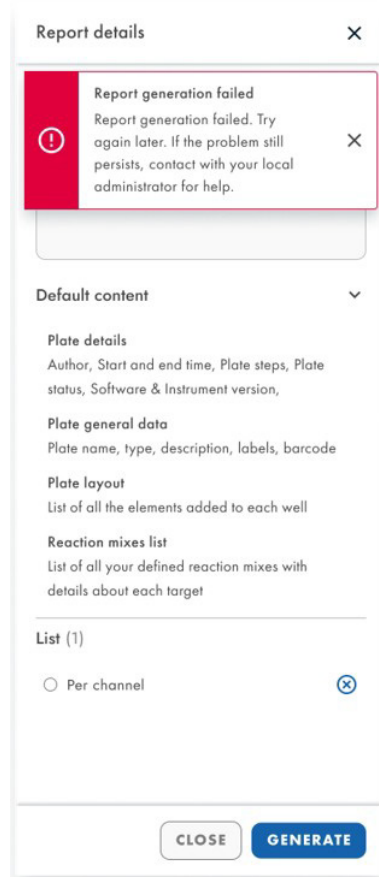 Report details
Report generation failed
Report generation failed. Try
again later. If the problem still
persists, contact with your local
administrator for help.
Default content
Plate details
Author, Start and end time, Plate steps, Plate
status, Software & Instrument version,
Plate general data
Plate name, type, description, labels, barcode
Plate layout
List of all the elements added to each well
Reaction mixes list
List of all your defined reaction mixes with
details about each target
List (1)
Per channel
CLOSE GENERATE